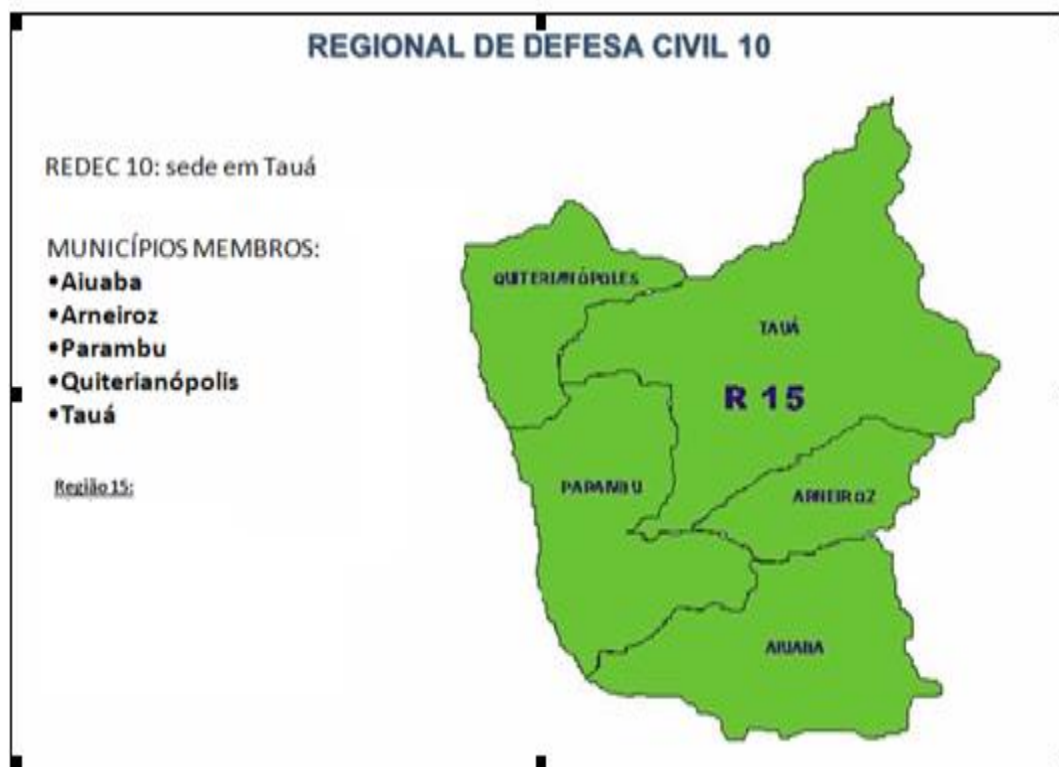 REGIONAL DE DEFESA CIVIL 10
REDEC 10: sede em Tauá
MUNICÍPIOS MEMBROS:
•Aiuaba
•Arneiroz
•Parambu
•Quiterianópolis
•Tauá
Região 15:
QUITERIANÓPOLES
TAUÁ
R 15
PARAMBU
ARNEIROZ
AIUABA